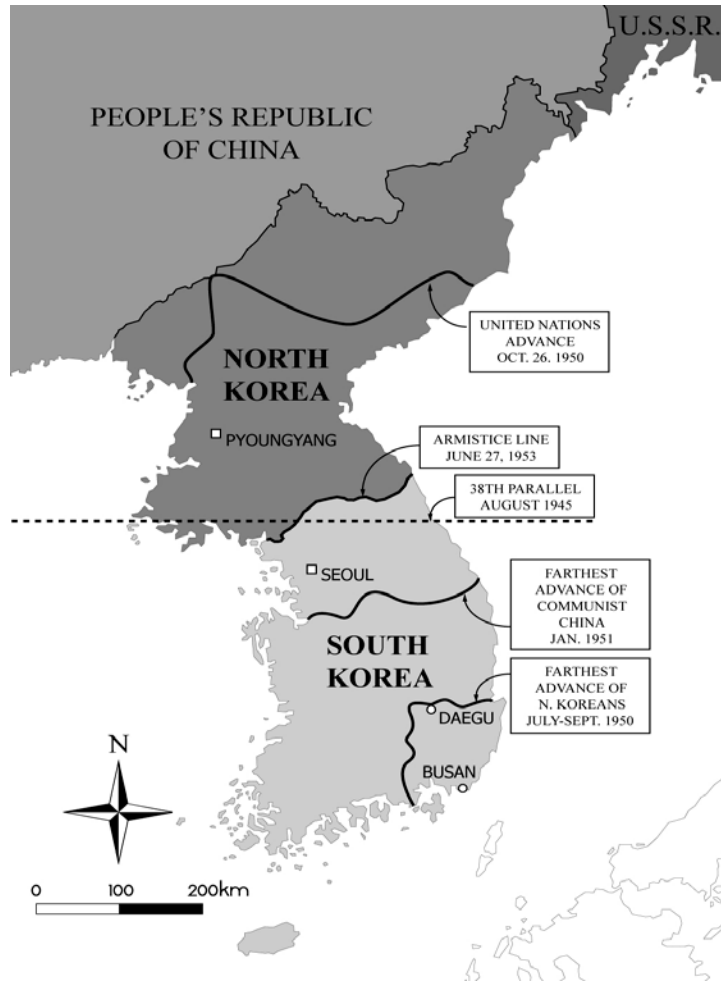 U.S.S.R.
PEOPLE'S REPUBLIC
OF CHINA
UNITED NATIONS
ADVANCE
OCT. 26. 1950
NORTH
KOREA
PYOUNGYANG
ARMISTICE LINE
JUNE 27, 1953
38TH PARALLEL
AUGUST 1945
SEOUL
FARTHEST
ADVANCE OF
COMMUNIST
CHINA
JAN. 1951
SOUTH
KOREA
FARTHEST
ADVANCE OF
N. KOREANS
JULY-SEPT. 1950
DAEGU
BUSAN
N
0 100 200km